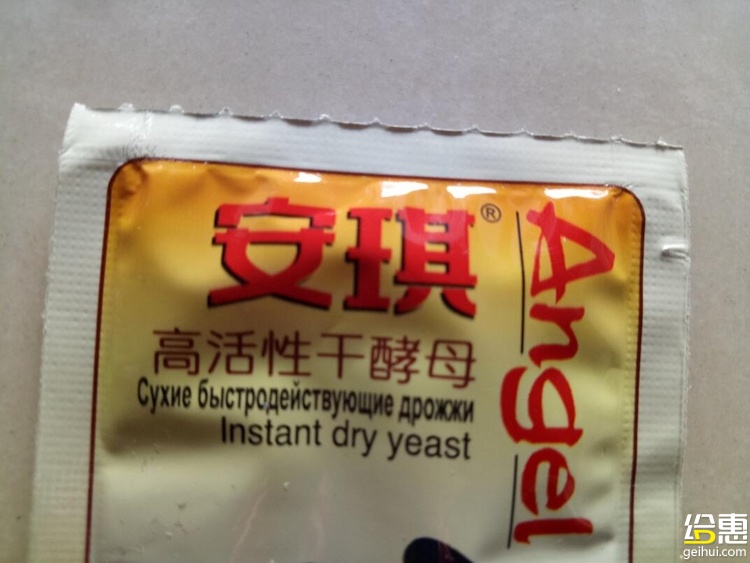 安琪®
Angel
高活性干酵母
Сухие быстродействующие дрожжи
Instant dry yeast
给惠
geihui.com